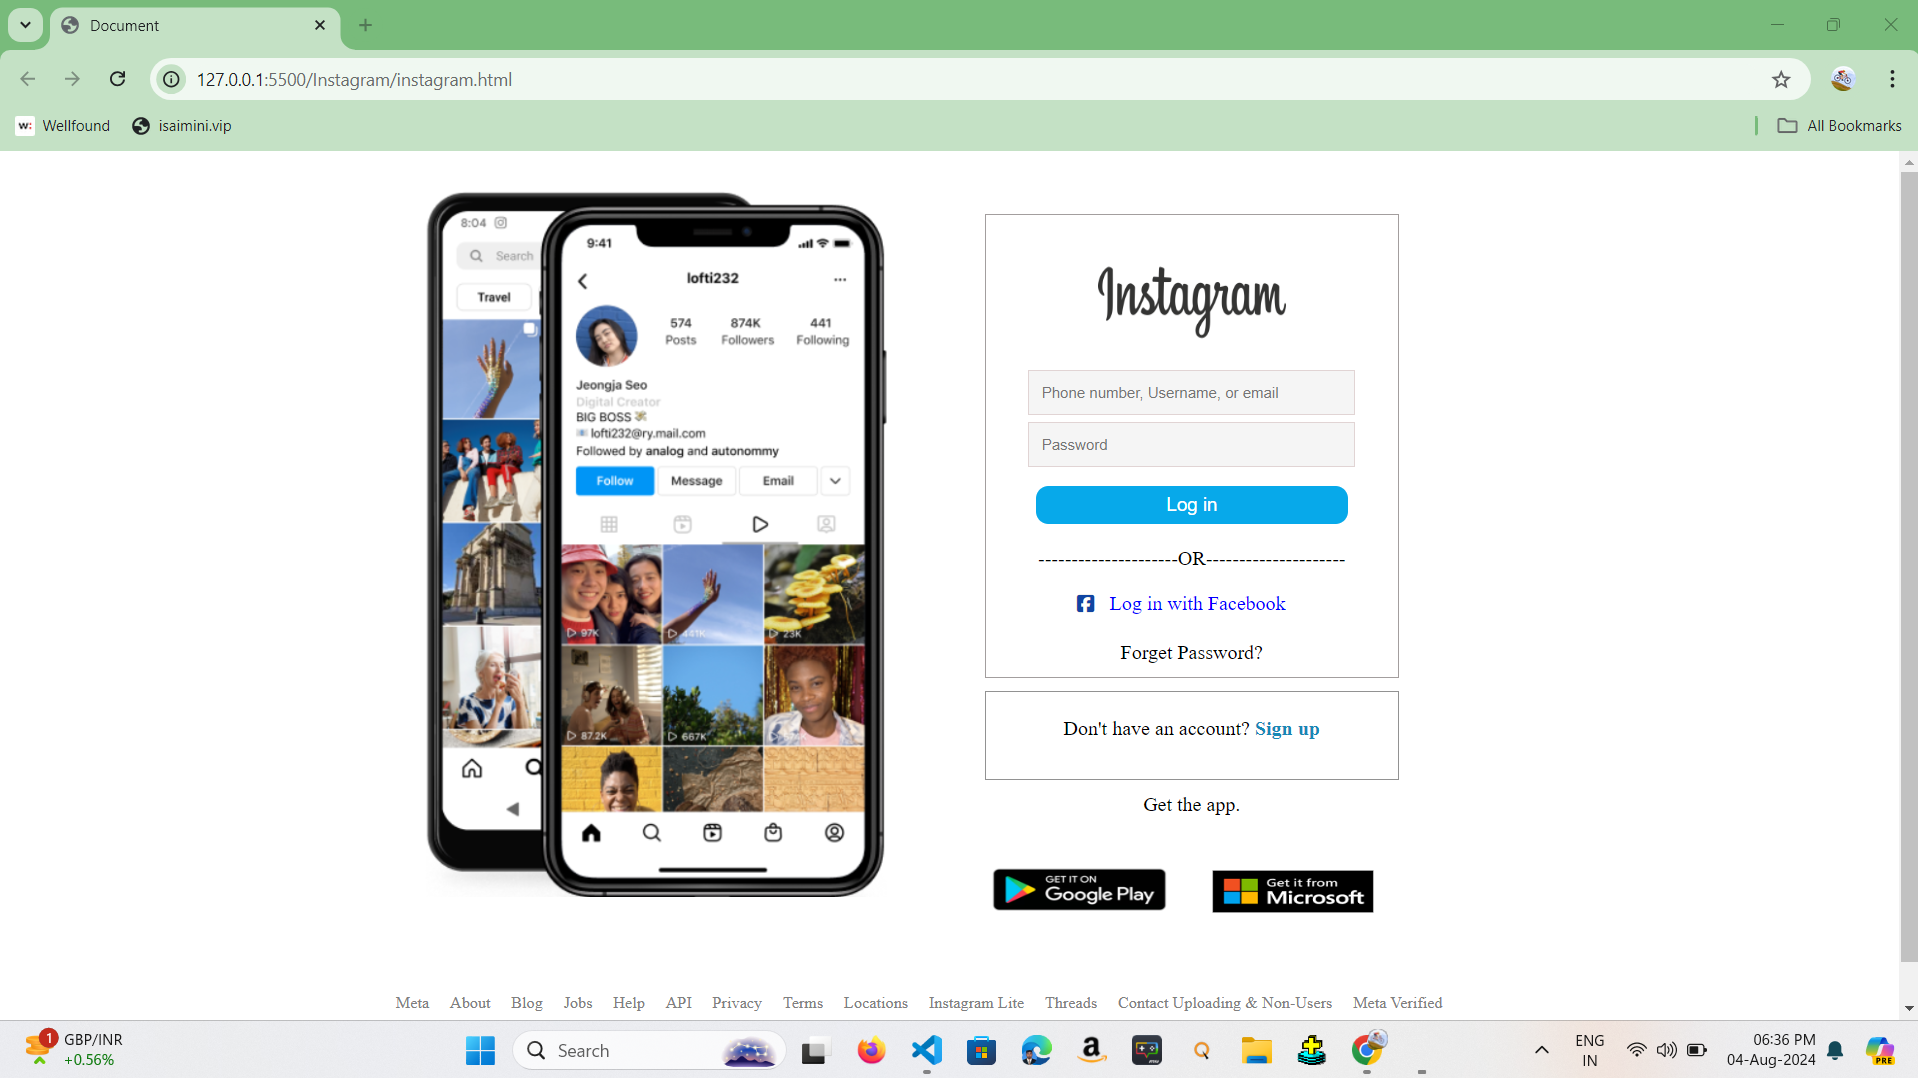 Document
127.0.0.1:5500/Instagram/instagram.html
Wellfound
isaimini.vip
All Bookmarks
8:04
Search
Travel
9:41
lofti232
574 874K 441
Posts Followers Following
Jeongja Seo
Digital Creator
BIG BOSS
lofti232@ry.mail.com
Followed by analog and autonommy
Follow Message Email
97K 441K 23K
87.2K 667K
Instagram
Phone number, Username, or email
Password
Log in
---------------------OR---------------------
Log in with Facebook
Forget Password?
Don't have an account? Sign up
Get the app.
GET IT ON
Google Play
Get it from
Microsoft
Meta About Blog Jobs Help API Privacy Terms Locations Instagram Lite Threads Contact Uploading & Non-Users Meta Verified
1
GBP/INR
+0.56%
Search
ENG
IN
06:36 PM
04-Aug-2024
PRE